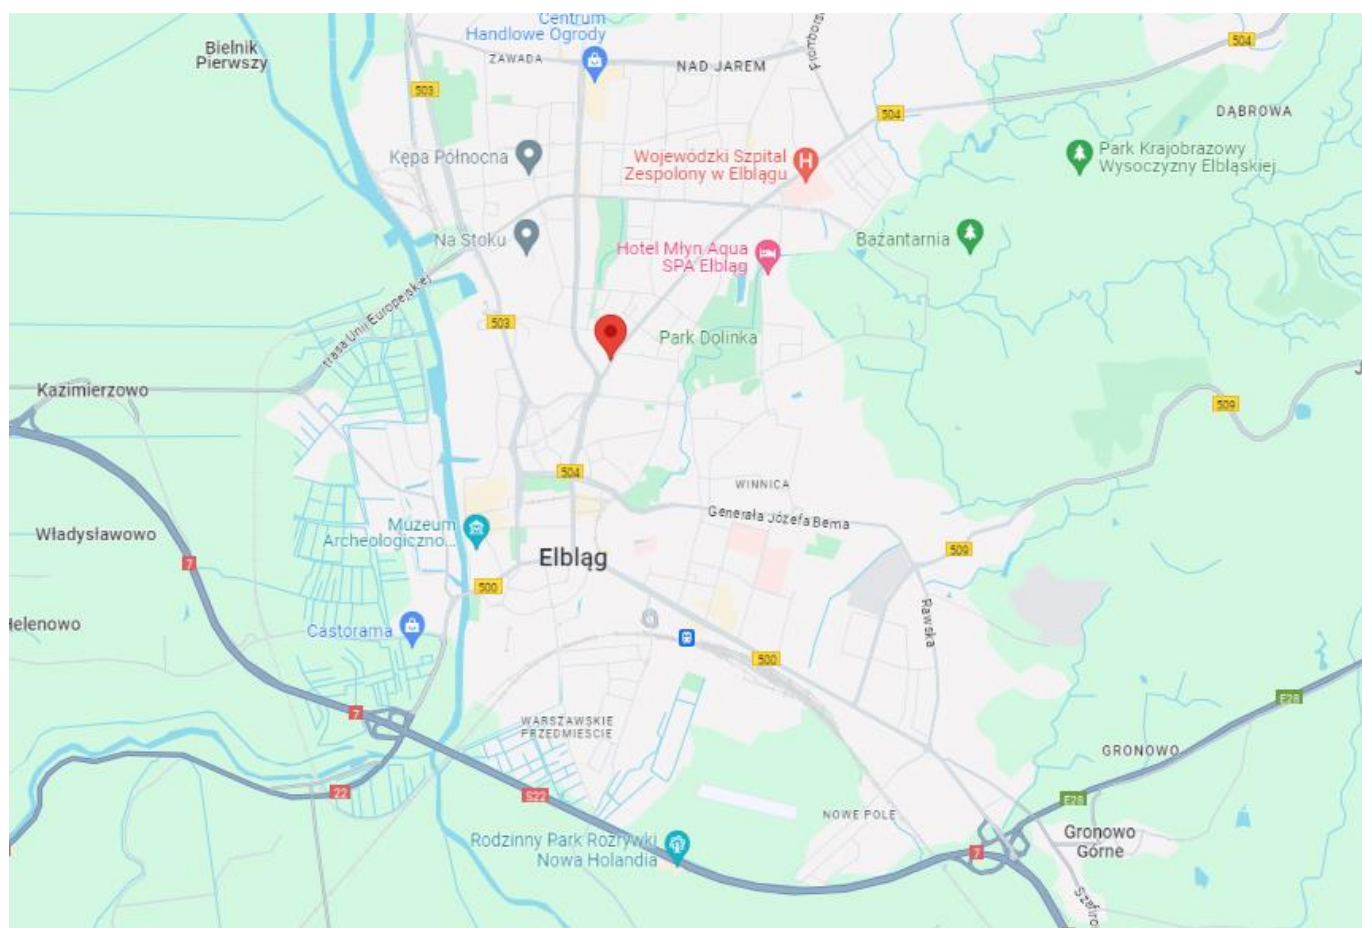 Centrum
Handlowe Ogrody
Bielnik
Pierwszy
ZAWADA
NAD JAREM
504
503
504
DĄBROWA
Kępa Północna
Wojewódzki Szpital
Zespolony w Elblągu
H
Park Krajobrazowy
Wysoczyzny Elbląskiej
Na Stoku
Hotel Młyn Aqua
SPA Elbląg
Bażantarnia
trasa Unii Europejskiej
503
Park Dolinka
Kazimierzowo
509
504
WINNICA
Generała Józefa Bema
Władysławowo
Muzeum
Archeologiczno...
7
Elbląg
509
500
Rawska
Castorama
500
E28
7
WARSZAWSKIE
PRZEDMIEŚCIE
GRONOWO
22
S22
E28
NOWE POLE
Rodzinny Park Rozrywki
Nowa Holandia
7
Gronowo
Górne